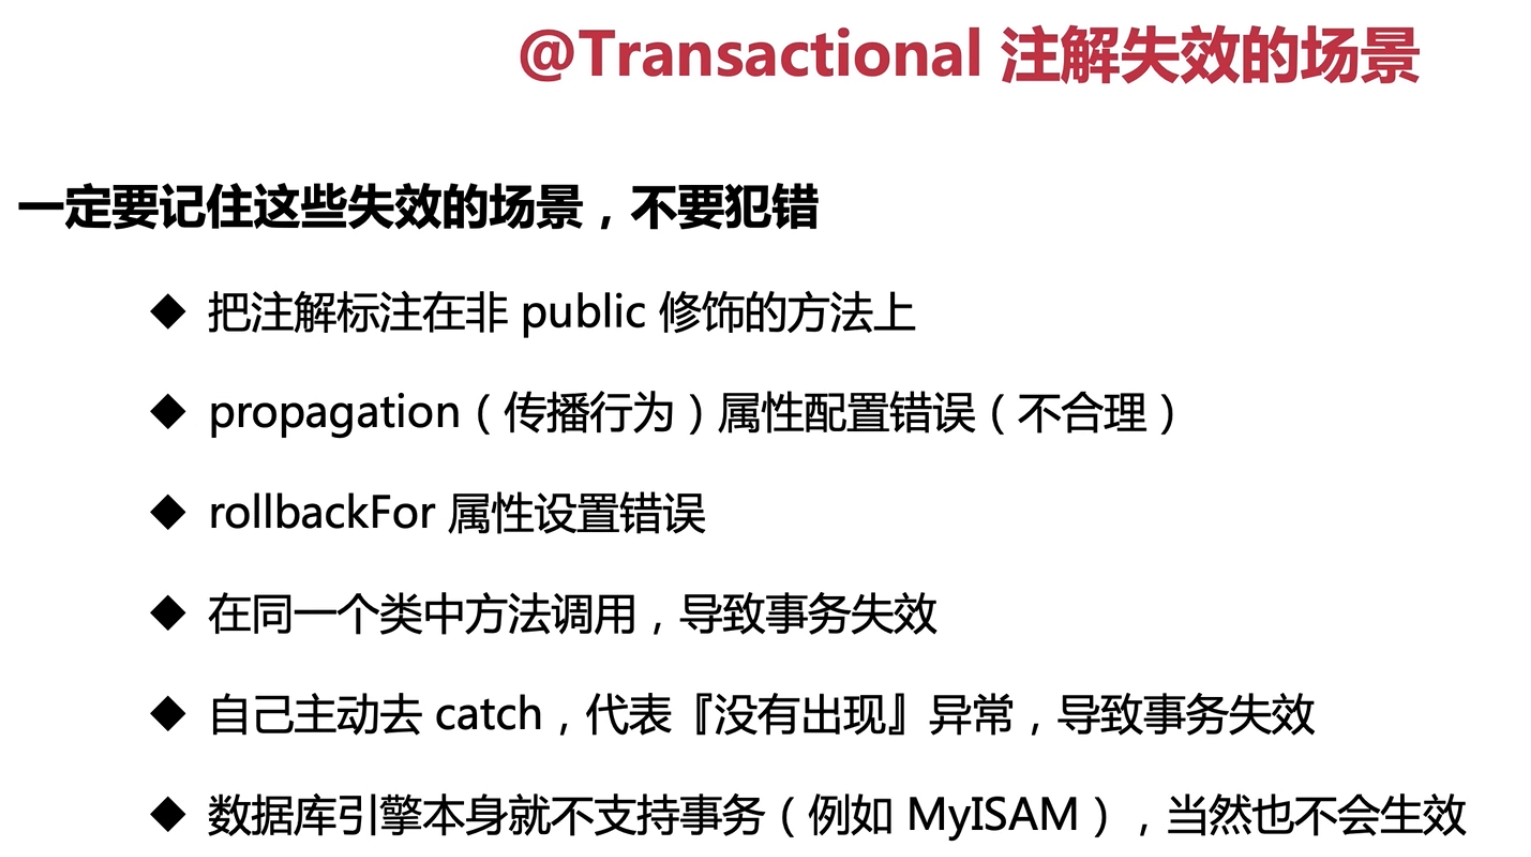 @Transactional 注解失效的场景
一定要记住这些失效的场景，不要犯错
◆ 把注解标注在非 public 修饰的方法上
◆ propagation（传播行为）属性配置错误（不合理）
◆ rollbackFor 属性设置错误
◆ 在同一个类中方法调用，导致事务失效
◆ 自己主动去 catch，代表『没有出现』异常，导致事务失效
◆ 数据库引擎本身就不支持事务（例如 MyISAM），当然也不会生效